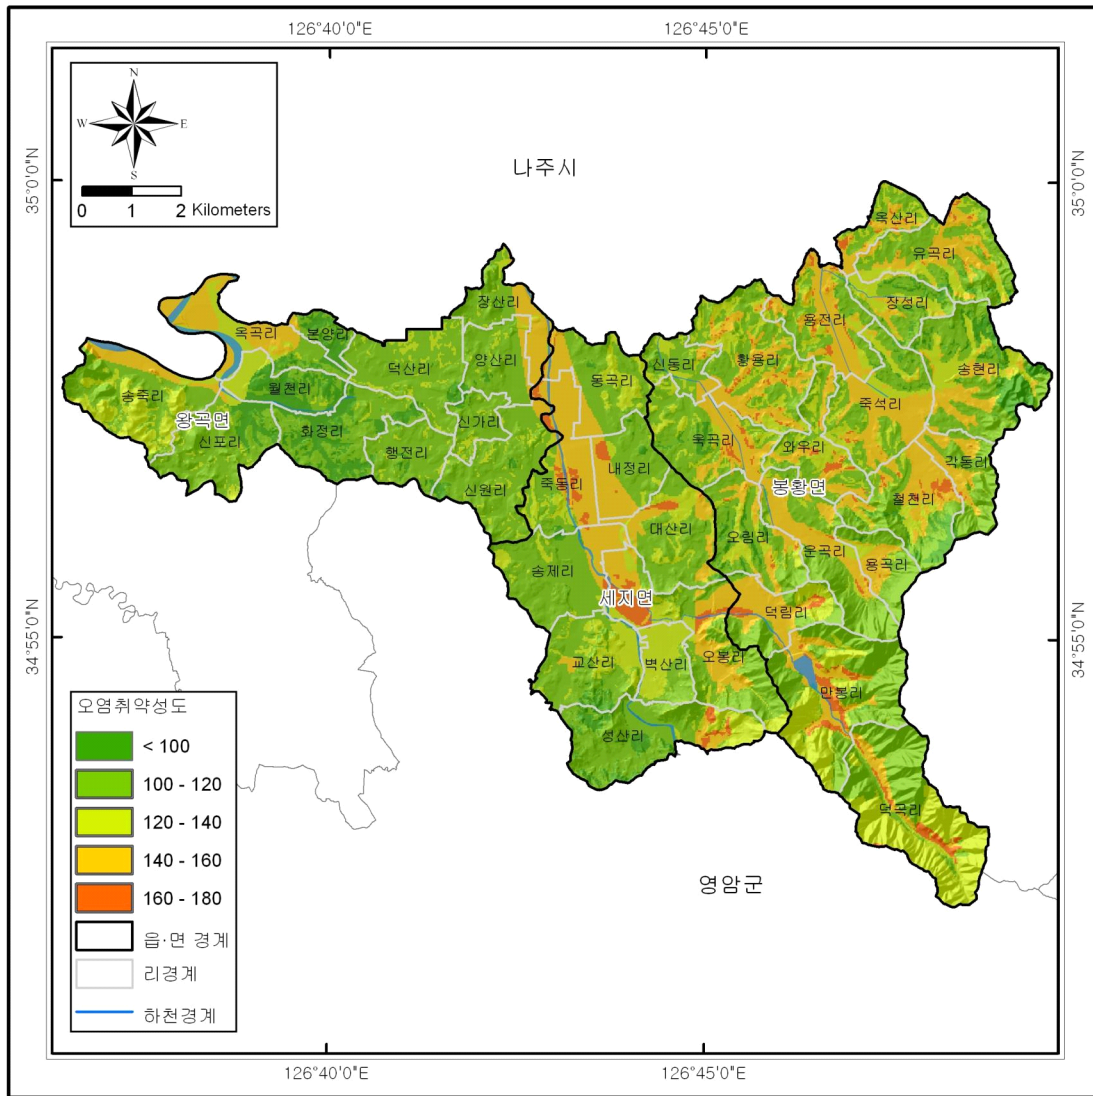 126°40'0"E
126°45'0"E
N
W
E
S
0 1 2 Kilometers
나주시
35°0'0"N
35°0'0"N
옥산리
유곡리
장성리
장산리
용전리
옥곡리
본양리
양산리
신동리
황용리
덕산리
동곡리
송현리
월천리
송죽리
죽석리
왕곡면
신가리
화정리
신포리
욱곡리
와우리
행전리
내정리
각동리
신원리
죽동리
봉황면
철천리
대산리
오림리
운곡리
용곡리
송제리
세지면
덕림리
34°55'0"N
34°55'0"N
교산리
벽산리
오봉리
만봉리
성산리
덕곡리
오염취약성도
< 100
100 - 120
120 - 140
140 - 160
160 - 180
읍·면 경계
리경계
하천경계
영암군
126°40'0"E
126°45'0"E